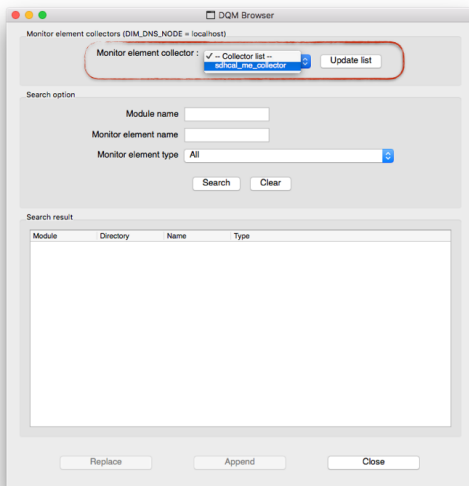 DQM Browser
Monitor element collectors (DIM_DNS_NODE = localhost)
Monitor element collector :
✓ -- Collector list --
sdhcal_me_collector
Update list
Search option
Module name
Monitor element name
Monitor element type
All
Search
Clear
Search result
Module Directory Name Type
Replace
Append
Close